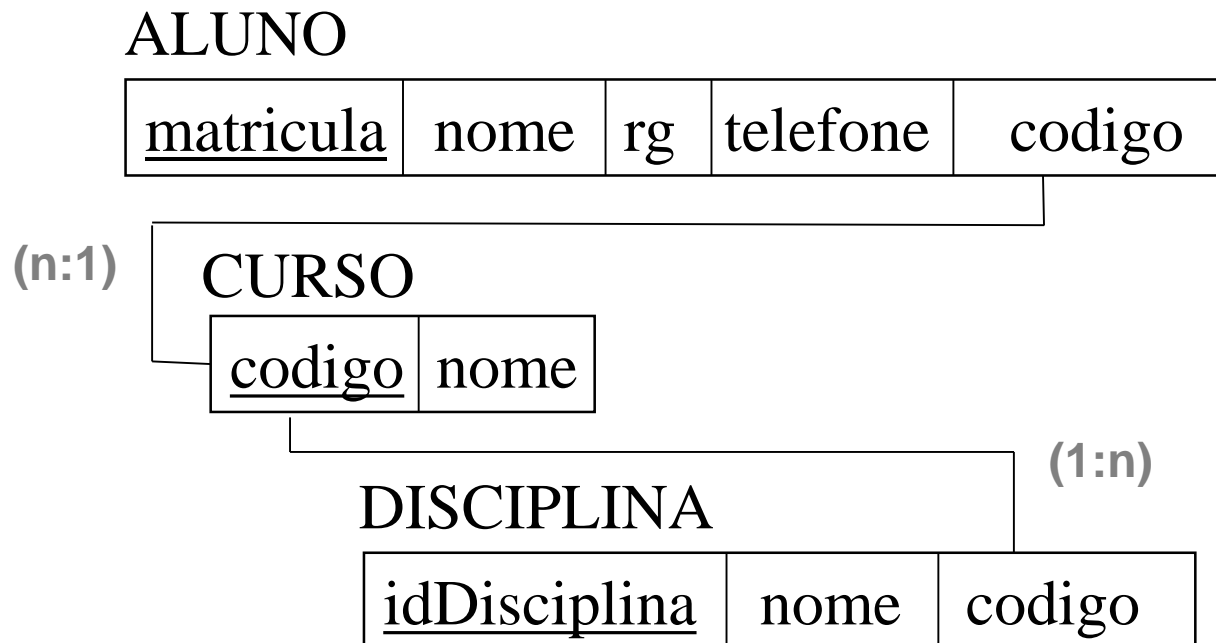 ALUNO
matricula nome rg telefone codigo
(n:1)
CURSO
codigo nome
(1:n)
DISCIPLINA
idDisciplina nome codigo